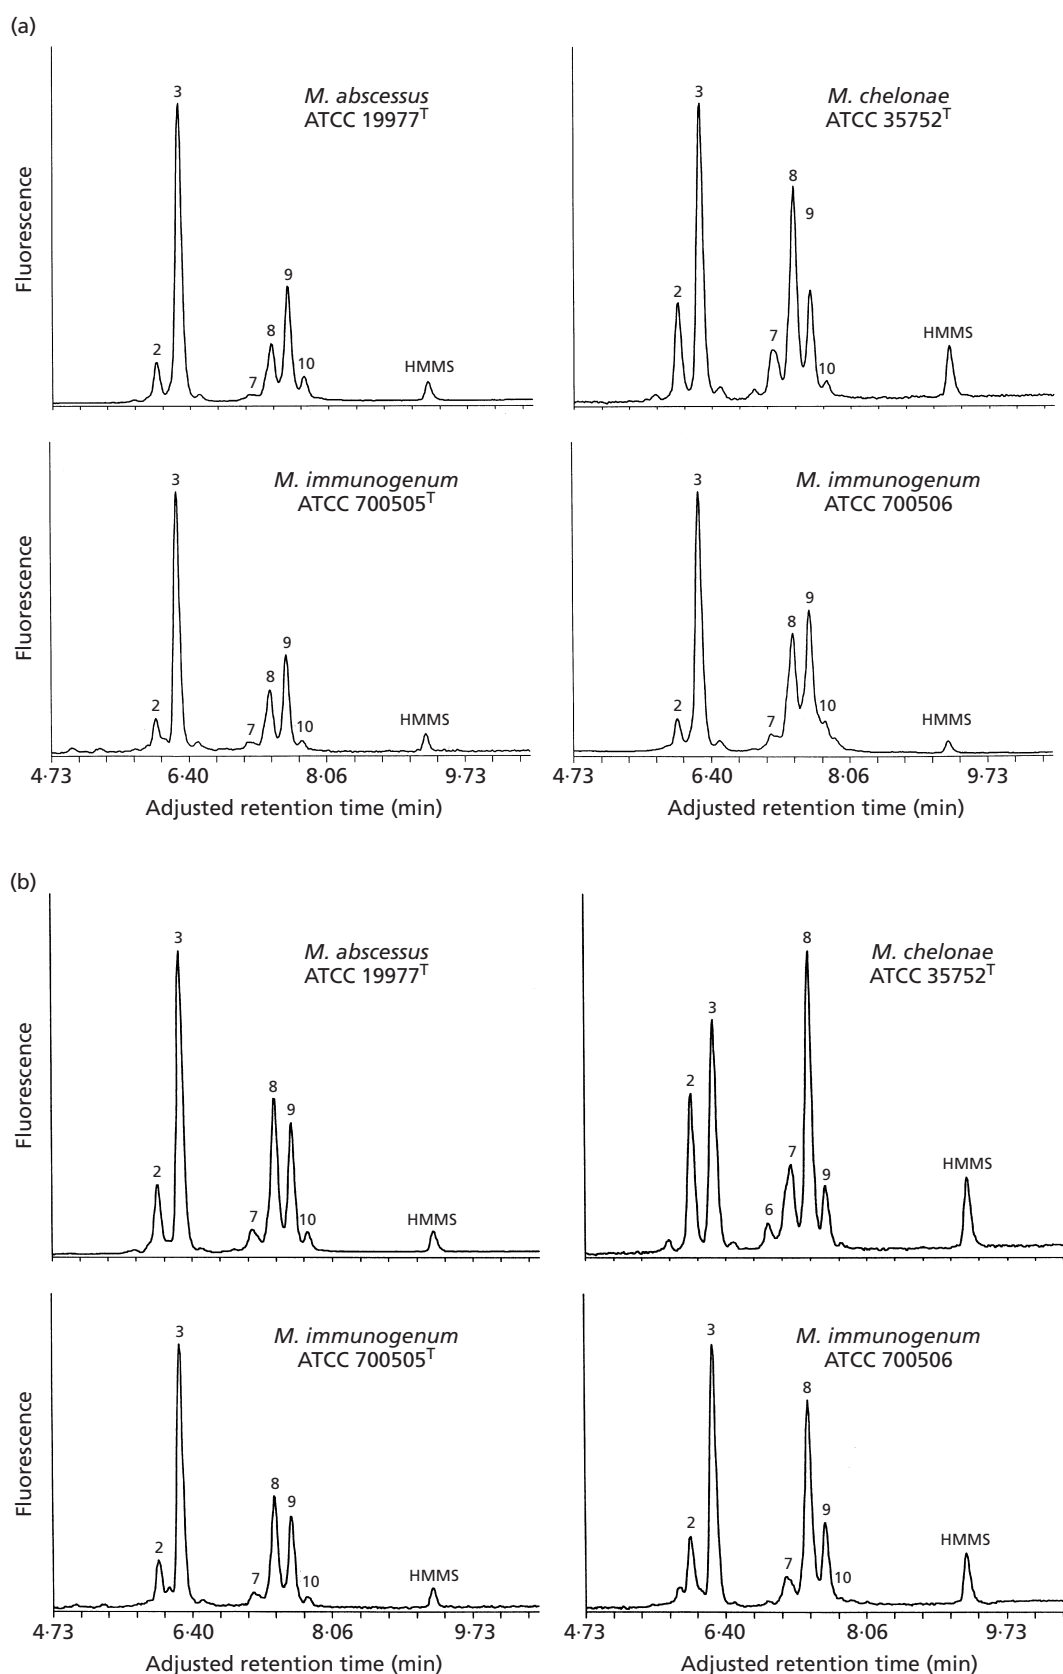 (a)
3
M. abscessus
ATCC 19977T
Fluorescence
2
7
8
9
10
HMMS
3
M. chelonae
ATCC 35752T
8
9
2
7
10
HMMS
3
M. immunogenum
ATCC 700505T
Fluorescence
2
7
8
9
10
HMMS
4·73 6·40 8·06 9·73
Adjusted retention time (min)
3
M. immunogenum
ATCC 700506
2
7
8
9
10
HMMS
4·73 6·40 8·06 9·73
Adjusted retention time (min)
(b)
3
M. abscessus
ATCC 19977T
Fluorescence
2
7
8
9
10
HMMS
8
M. chelonae
ATCC 35752T
3
2
6
7
9
HMMS
3
M. immunogenum
ATCC 700505T
Fluorescence
2
7
8
9
10
HMMS
4·73 6·40 8·06 9·73
Adjusted retention time (min)
3
M. immunogenum
ATCC 700506
8
2
7
9
10
HMMS
4·73 6·40 8·06 9·73
Adjusted retention time (min)